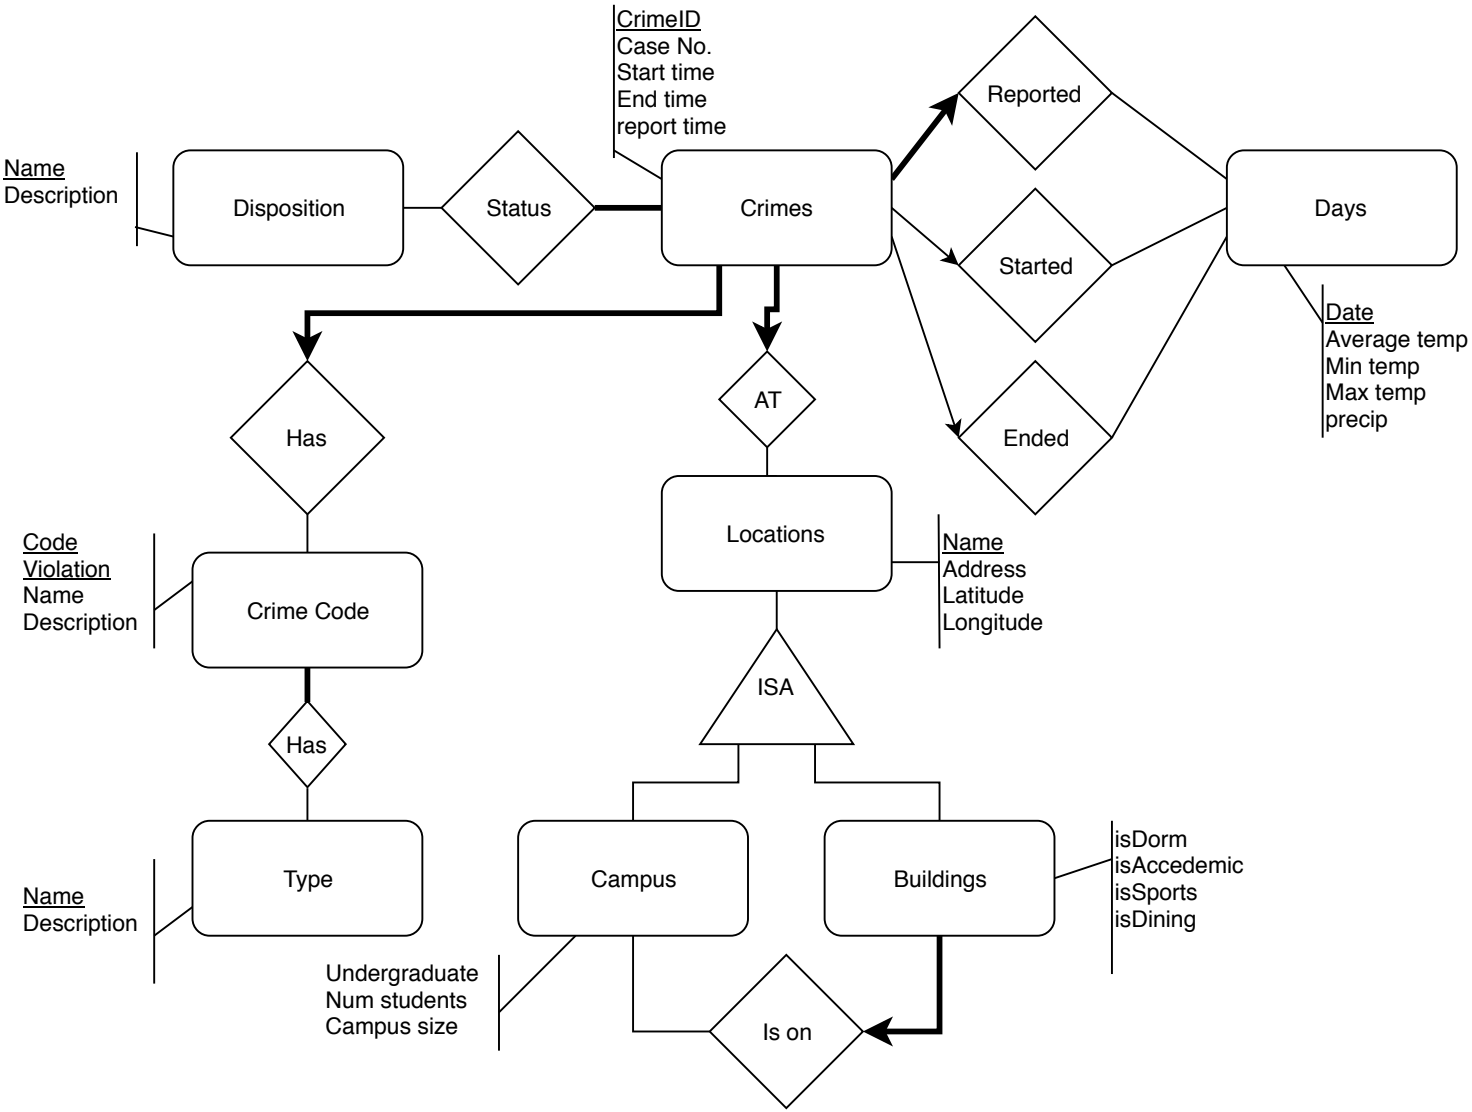 CrimeID
Case No.
Start time
End time
report time
Reported
Name
Description
Disposition
Status
Crimes
Started
Days
Date
Average temp
Min temp
Max temp
precip
Has
AT
Ended
Locations
Name
Address
Latitude
Longitude
Code
Violation
Name
Description
Crime Code
ISA
Has
Name
Description
Type
Campus
Buildings
isDorm
isAccedemic
isSports
isDining
Undergraduate
Num students
Campus size
Is on